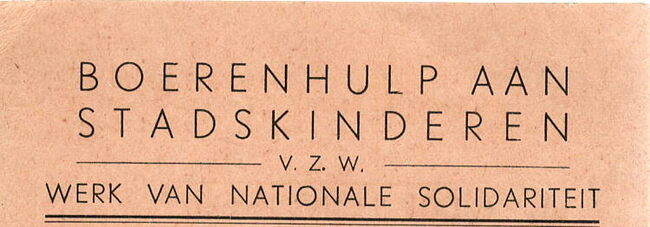 BOERENHULP AAN
STADSKINDEREN
V. Z. W.
WERK VAN NATIONALE SOLIDARITEIT